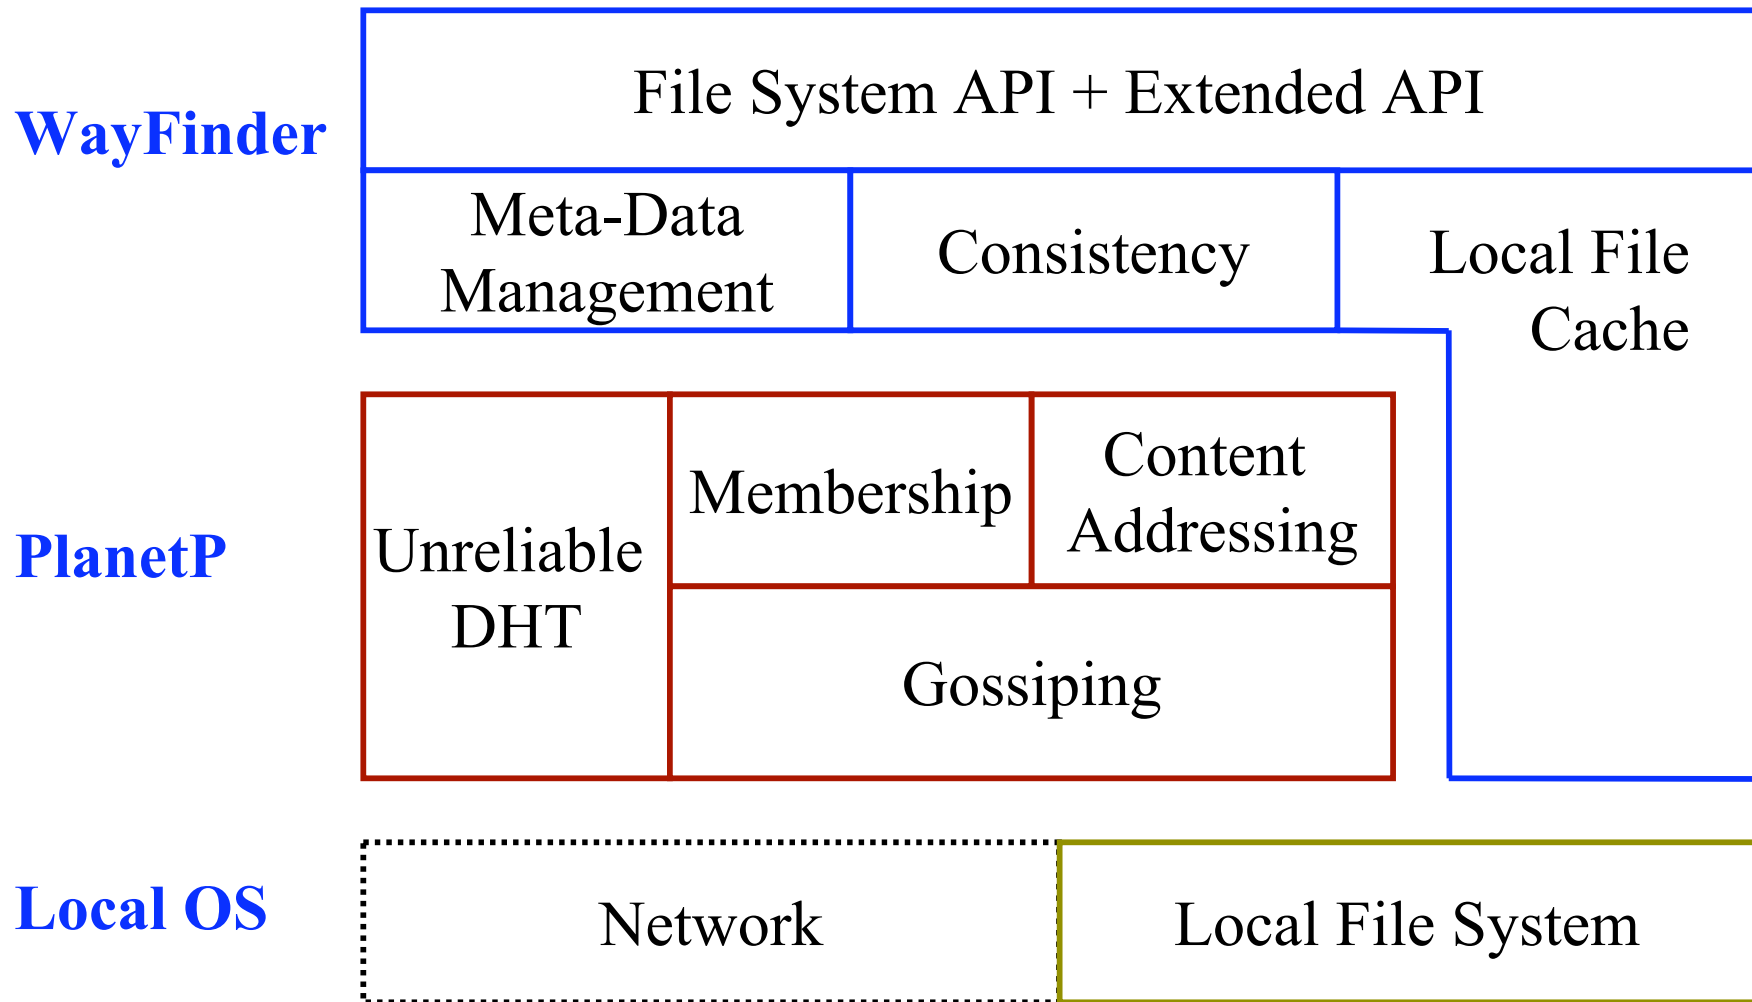 WayFinder
File System API + Extended API
Meta-Data
Management
Consistency
Local File
Cache
PlanetP
Unreliable
DHT
Membership
Content
Addressing
Gossiping
Local OS
Network
Local File System